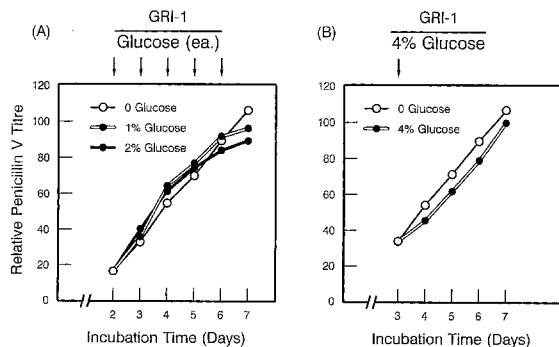 (A)
GRI-1
Glucose (ea.)
120
100
80
60
40
20
0
Relative Penicillin V Titre
0 Glucose
1% Glucose
2% Glucose
2 3 4 5 6 7
Incubation Time (Days)
(B)
GRI-1
4% Glucose
120
100
80
60
40
20
0
0 Glucose
4% Glucose
3 4 5 6 7
Incubation Time (Days)